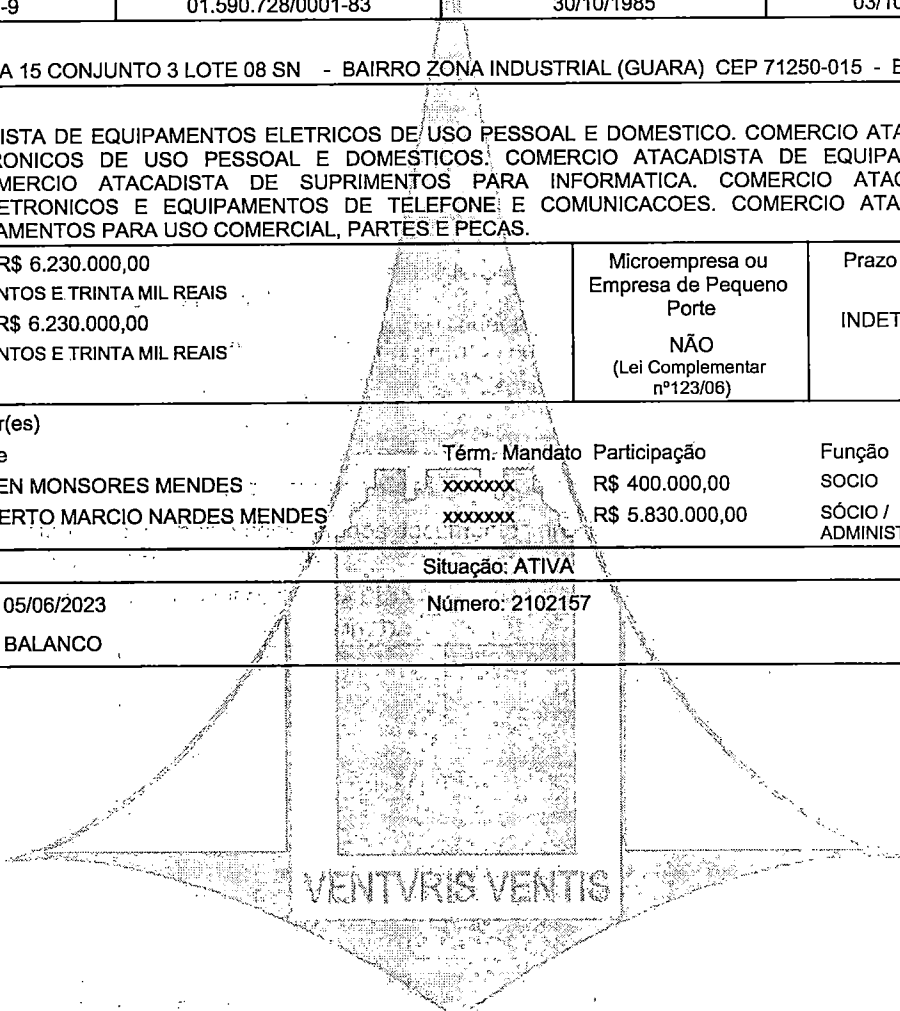 -9 01.590.728/0001-83 30/10/1985 03/10
A 15 CONJUNTO 3 LOTE 08 SN - BAIRRO ZONA INDUSTRIAL (GUARA) CEP 71250-015 - E
ISTA DE EQUIPAMENTOS ELETRICOS DE USO PESSOAL E DOMESTICO. COMERCIO ATA
RONICOS DE USO PESSOAL E DOMESTICOS. COMERCIO ATACADISTA DE EQUIPA
MERCIO ATACADISTA DE SUPRIMENTOS PARA INFORMATICA. COMERCIO ATAC
ETRONICOS E EQUIPAMENTOS DE TELEFONE E COMUNICACOES. COMERCIO ATA
AMENTOS PARA USO COMERCIAL, PARTES E PECAS.
R$ 6.230.000,00
NTOS E TRINTA MIL REAIS
R$ 6.230.000,00
NTOS E TRINTA MIL REAIS
Microempresa ou
Empresa de Pequeno
Porte
NÃO
(Lei Complementar
nº123/06)
Prazo
INDET
r(es)
e Térm. Mandato Participação Função
EN MONSORES MENDES xxxxxxx R$ 400.000,00 SOCIO
ERTO MARCIO NARDES MENDES xxxxxxx R$ 5.830.000,00 SÓCIO /
ADMINIST
Situação: ATIVA
05/06/2023 Número: 2102157
BALANCO
VENTVRIS VENTIS